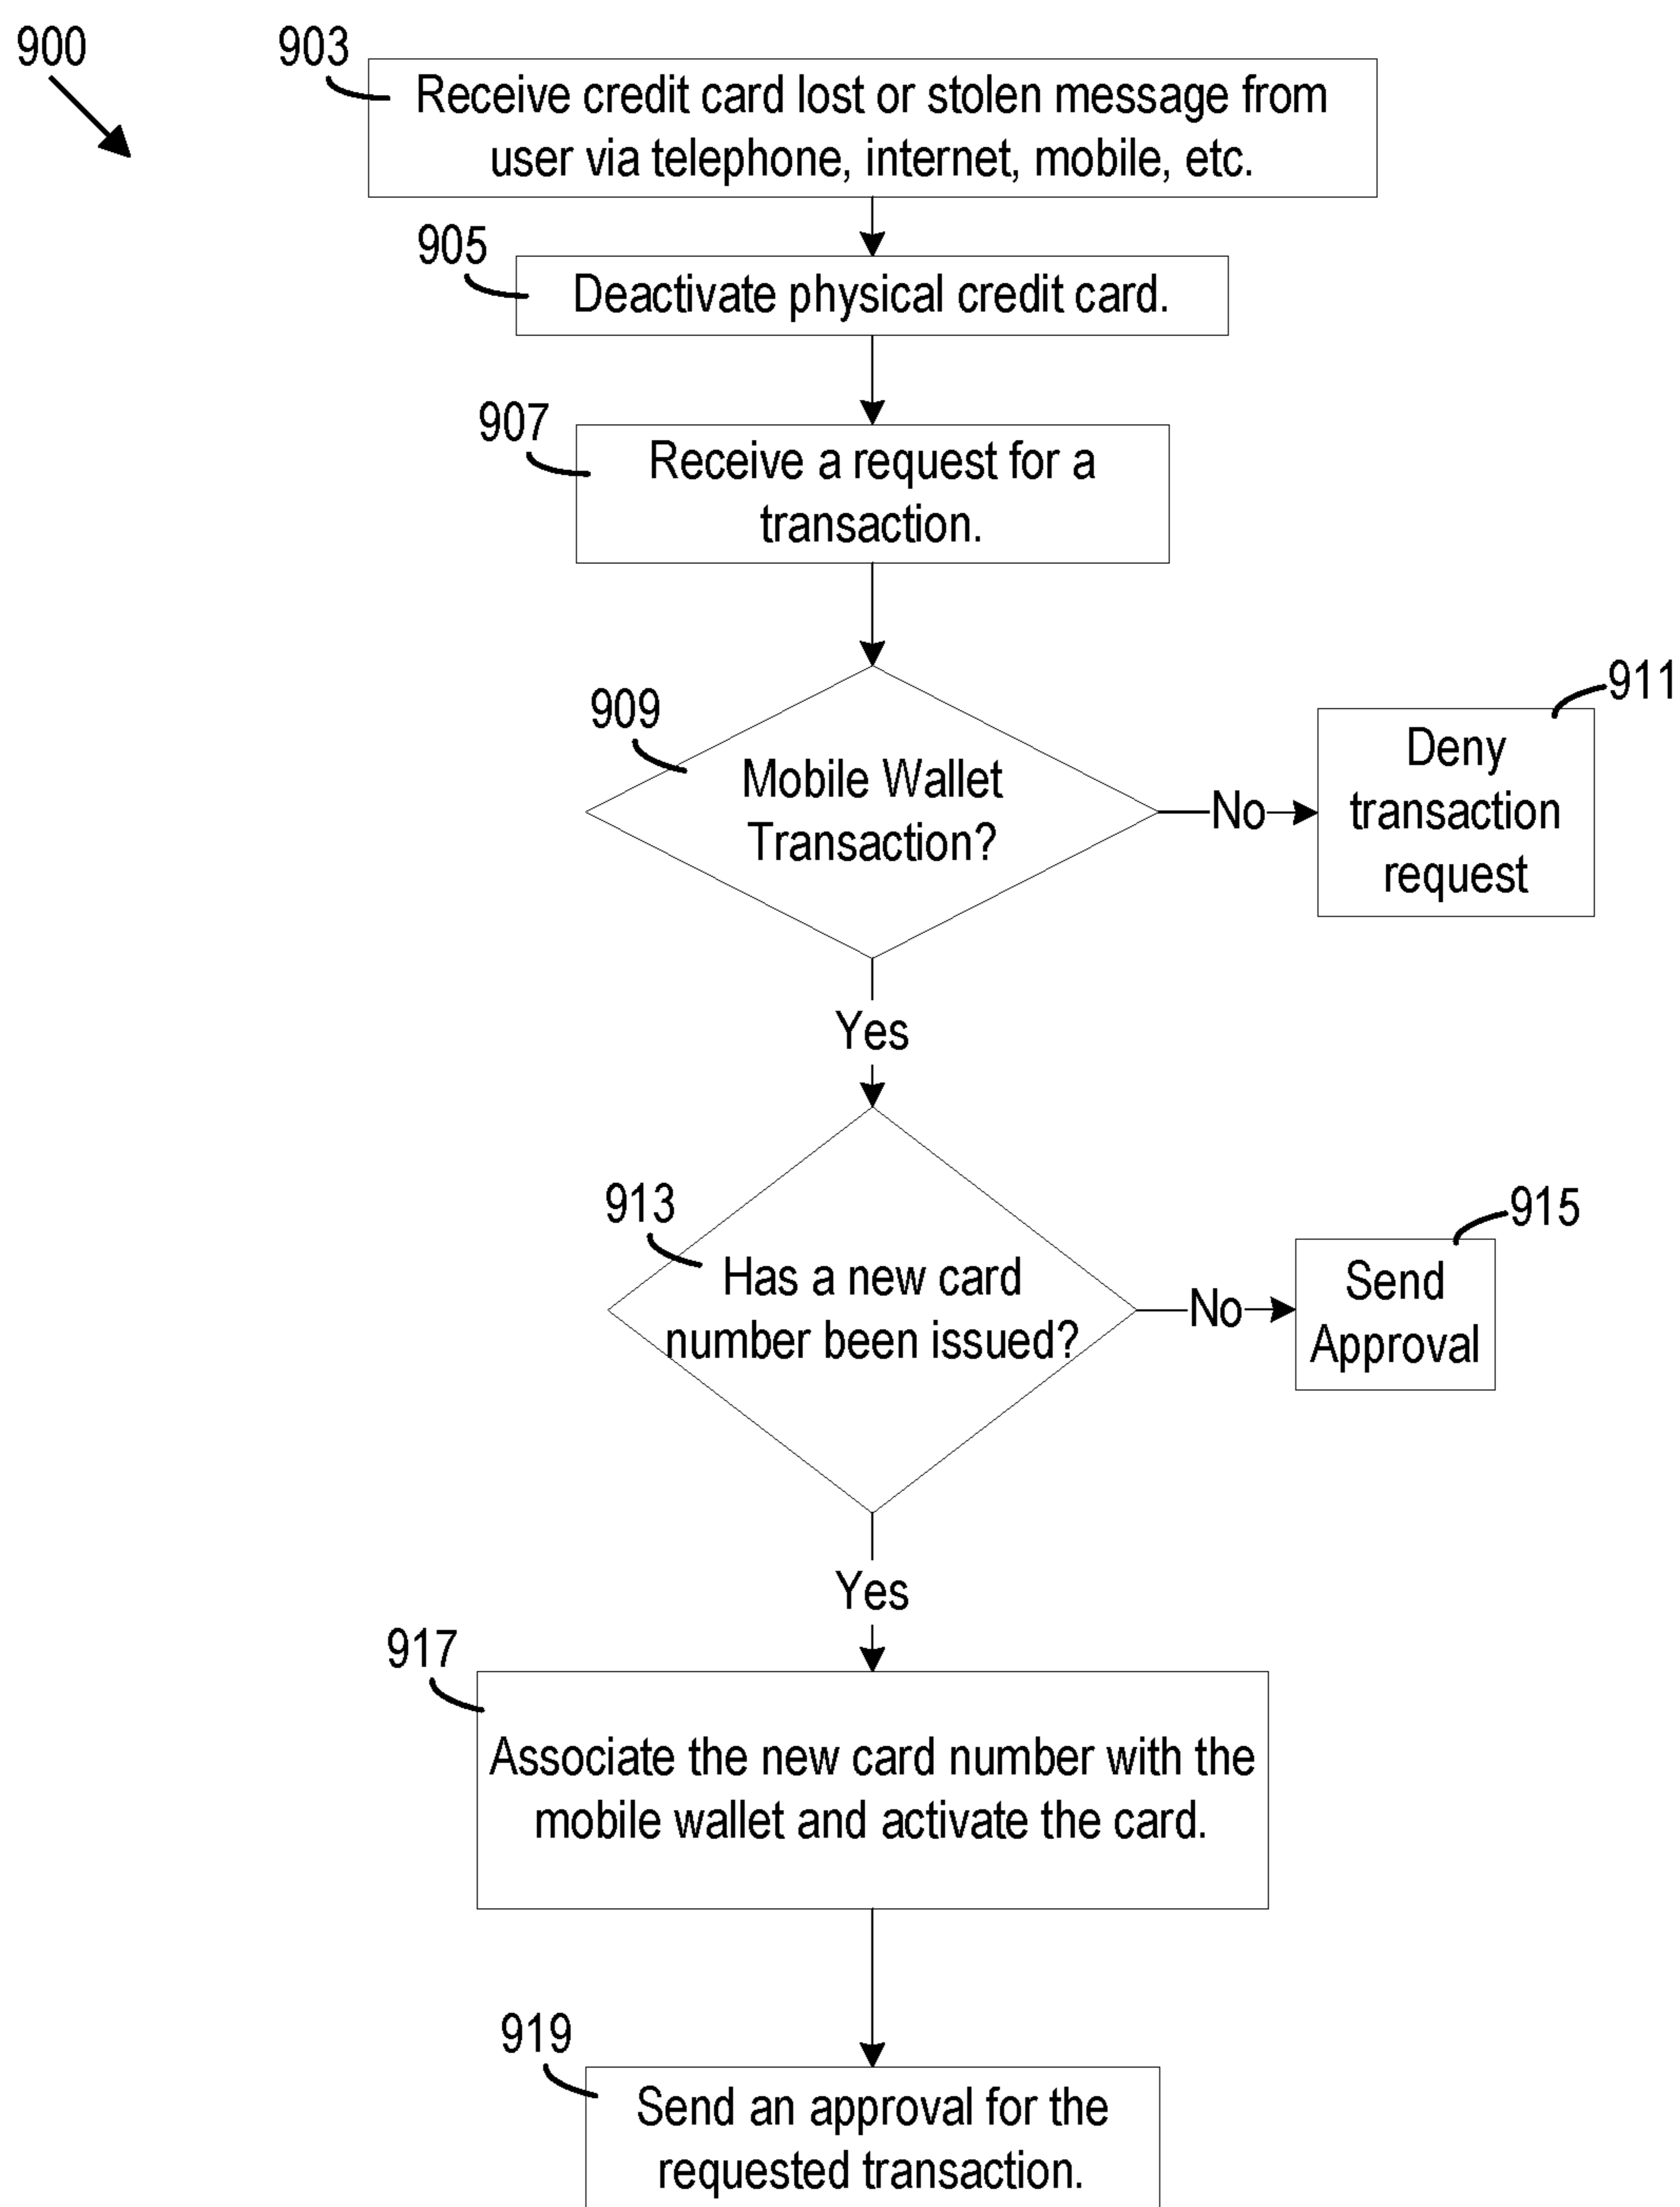 900
903
Receive credit card lost or stolen message from
user via telephone, internet, mobile, etc.
905
Deactivate physical credit card.
907
Receive a request for a
transaction.
909
Mobile Wallet
Transaction?
No
911
Deny
transaction
request
Yes
913
Has a new card
number been issued?
No
915
Send
Approval
Yes
917
Associate the new card number with the
mobile wallet and activate the card.
919
Send an approval for the
requested transaction.